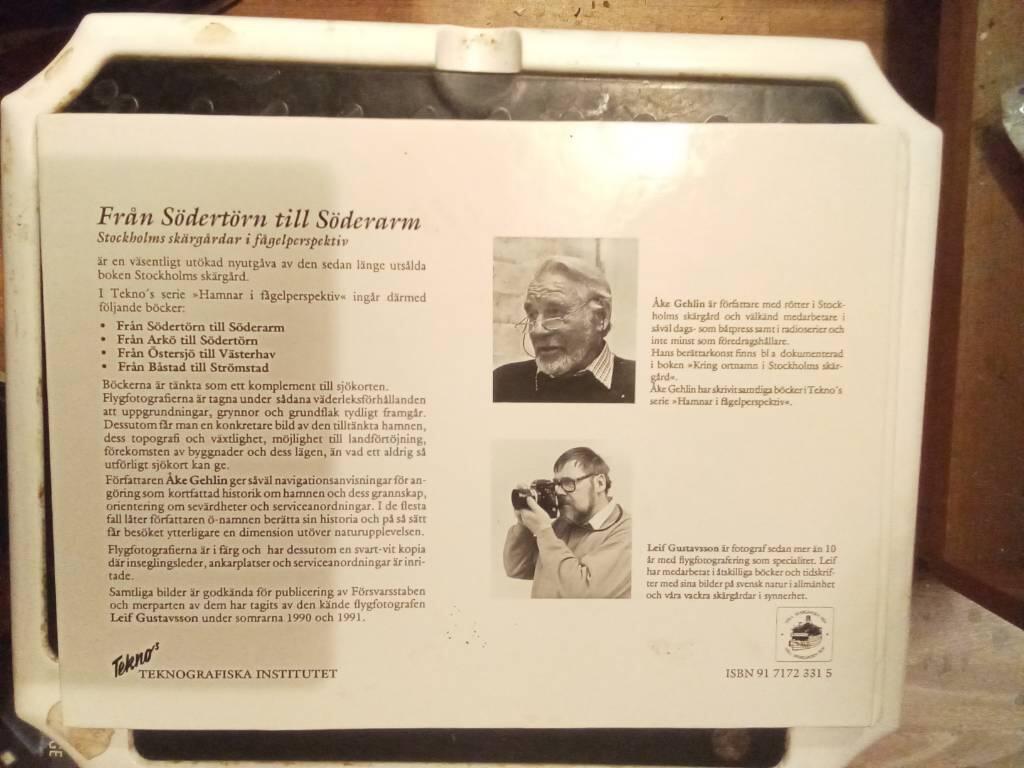 Från Södertörn till Söderarm
Stockholms skärgårdar i fågelperspektiv
är en väsentligt utökad nyutgåva av den sedan länge utsålda
boken Stockholms skärgård.
I Tekno's serie »Hamnar i fågelperspektiv« ingår därmed
följande böcker:
• Från Södertörn till Söderarm
• Från Arkö till Södertörn
• Från Östersjö till Västerhav
• Från Båstad till Strömstad
Böckerna är tänkta som ett komplement till sjökorten.
Flygfotografierna är tagna under sådana väderleksförhållanden
att uppgrundningar, grynnor och grundflak tydligt framgår.
Dessutom får man en konkretare bild av den tilltänkta hamnen,
dess topografi och växtlighet, möjlighet till landförtöjning,
förekomsten av byggnader och dess lägen, än vad ett aldrig så
utförligt sjökort kan ge.
Författaren Åke Gehlin ger såväl navigationsanvisningar för an-
göring som kortfattad historik om hamnen och dess grannskap,
orientering om sevärdheter och serviceanordningar. I de flesta
fall låter författaren ö-namnen berätta sin historia och på så sätt
får besöket ytterligare en dimension utöver naturupplevelsen.
Flygfotografierna är i färg och har dessutom en svart-vit kopia
där inseglingsleder, ankarplatser och serviceanordningar är inri-
tade.
Samtliga bilder är godkända för publicering av Försvarsstaben
och merparten av dem har tagits av den kände flygfotografen
Leif Gustavsson under somrarna 1990 och 1991.
Tekno's
TEKNOGRAFISKA INSTITUTET
Åke Gehlin är författare med rötter i Stock-
holms skärgård och välkänd medarbetare i
såväl dags- som båtpress samt i radioserier och
inte minst som föredragshållare.
Hans berättarkonst finns bl a dokumenterad
i boken »Kring ortnamn i Stockholms skär-
gård«.
Åke Gehlin har skrivit samtliga böcker i Tekno's
serie »Hamnar i fågelperspektiv«.
Leif Gustavsson är fotograf sedan mer än 10
år med flygfotografering som specialitet. Leif
har medarbetat i åtskilliga böcker och tidskrif-
ter med sina bilder på svensk natur i allmänhet
och våra vackra skärgårdar i synnerhet.
ISBN 91 7172 331 5